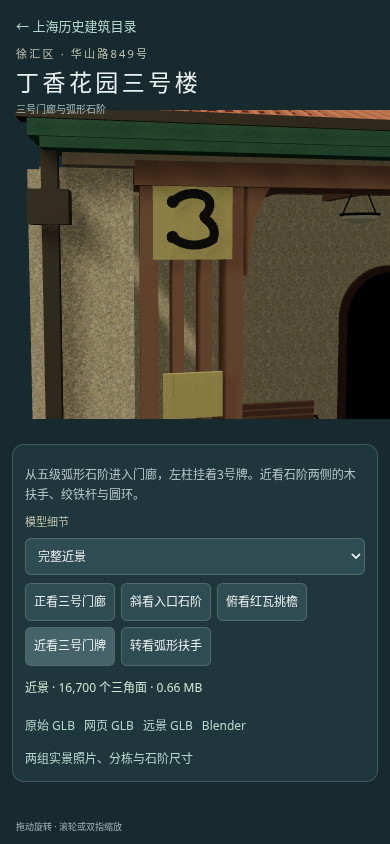 ← 上海历史建筑目录
徐汇区 · 华山路849号
丁香花园三号楼
三号门廊与弧形石阶
3
从五级弧形石阶进入门廊，左柱挂着3号牌。近看石阶两侧的木
扶手、绞铁杆与圆环。
模型细节
完整近景
正看三号门廊 斜看入口石阶 俯看红瓦挑檐
近看三号门牌 转看弧形扶手
近景 · 16,700 个三角面 · 0.66 MB
原始 GLB 网页 GLB 远景 GLB Blender
两组实景照片、分栋与石阶尺寸
拖动旋转 · 滚轮或双指缩放